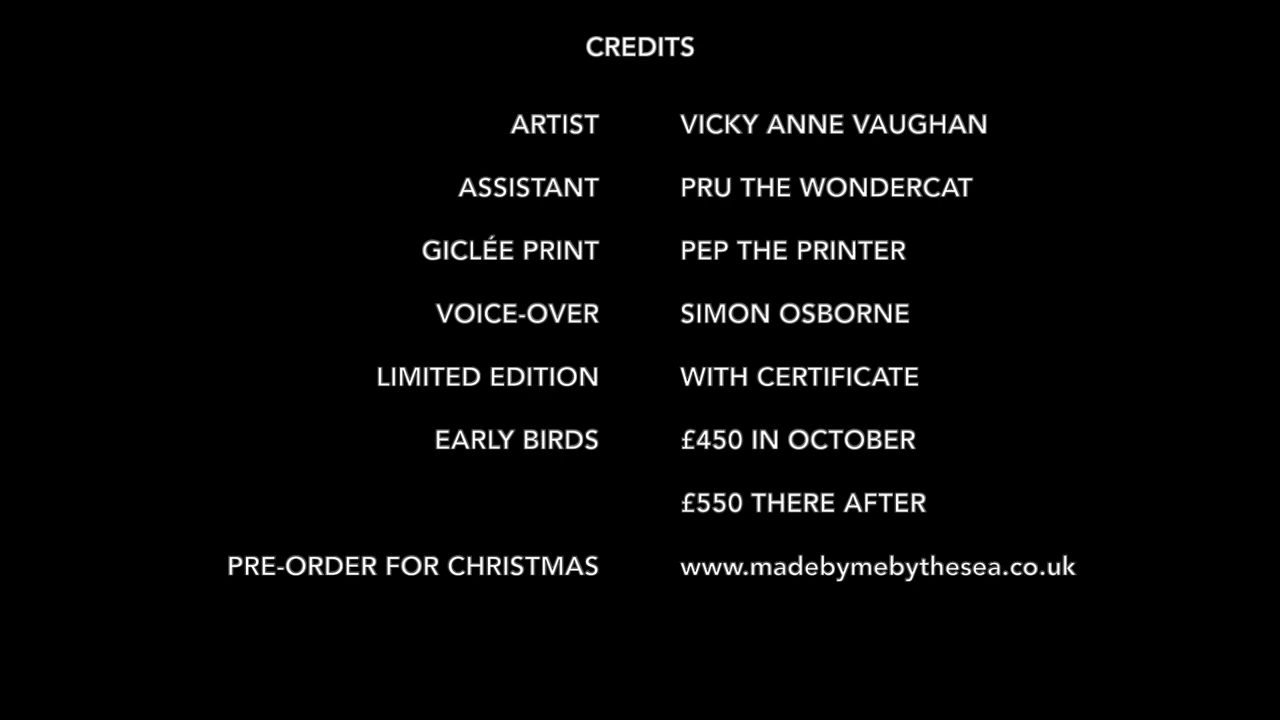 CREDITS
ARTIST VICKY ANNE VAUGHAN
ASSISTANT PRU THE WONDERCAT
GICLÉE PRINT PEP THE PRINTER
VOICE-OVER SIMON OSBORNE
LIMITED EDITION WITH CERTIFICATE
EARLY BIRDS £450 IN OCTOBER
£550 THERE AFTER
PRE-ORDER FOR CHRISTMAS www.madebymebythesea.co.uk